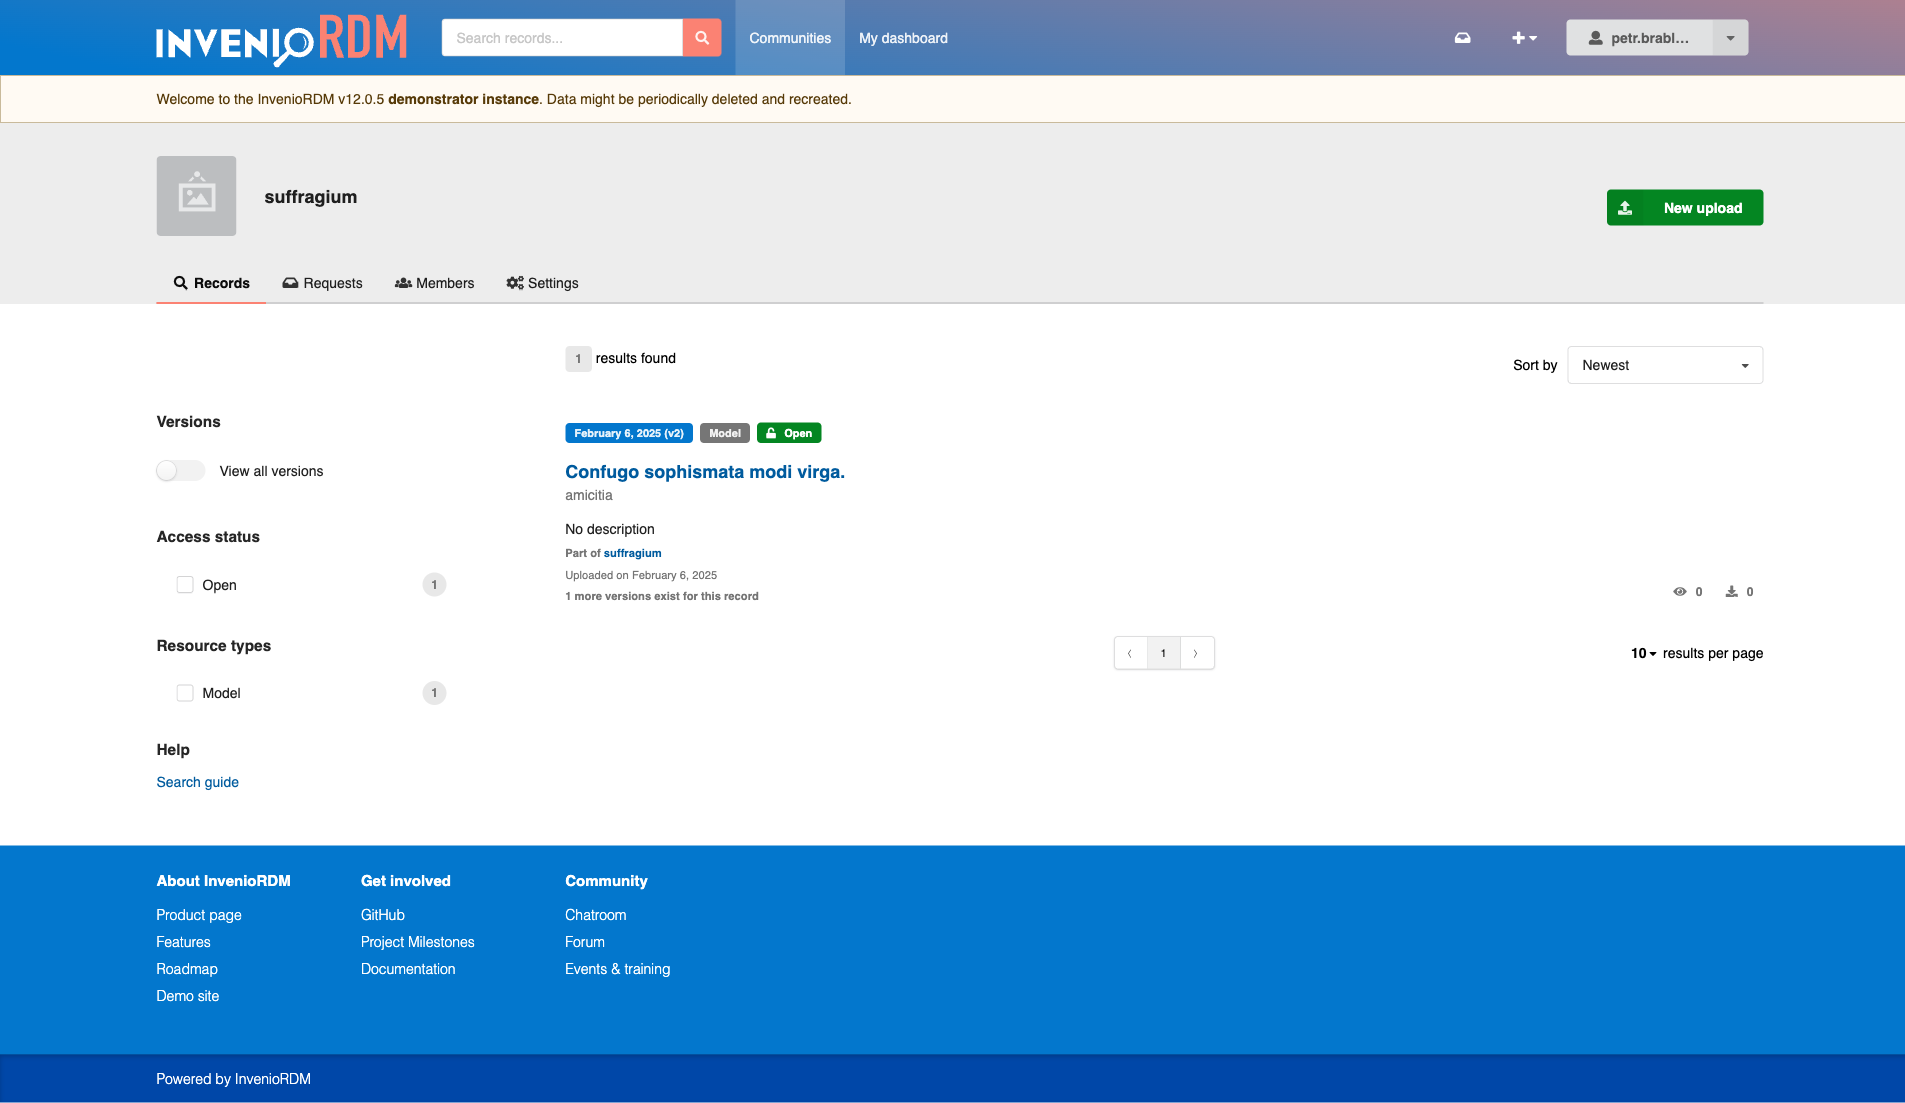 INVENIORDM
Search records...
Communities
My dashboard
petr.brabl...
Welcome to the InvenioRDM v12.0.5 demonstrator instance. Data might be periodically deleted and recreated.
suffragium
New upload
Records
Requests
Members
Settings
1 results found
Sort by
Newest
Versions
View all versions
Access status
Open
1
Resource types
Model
1
Help
Search guide
February 6, 2025 (v2)
Model
Open
Confugo sophismata modi virga.
amicitia
No description
Part of suffragium
Uploaded on February 6, 2025
1 more versions exist for this record
0
0
1
10 results per page
About InvenioRDM
Product page
Features
Roadmap
Demo site
Get involved
GitHub
Project Milestones
Documentation
Community
Chatroom
Forum
Events & training
Powered by InvenioRDM